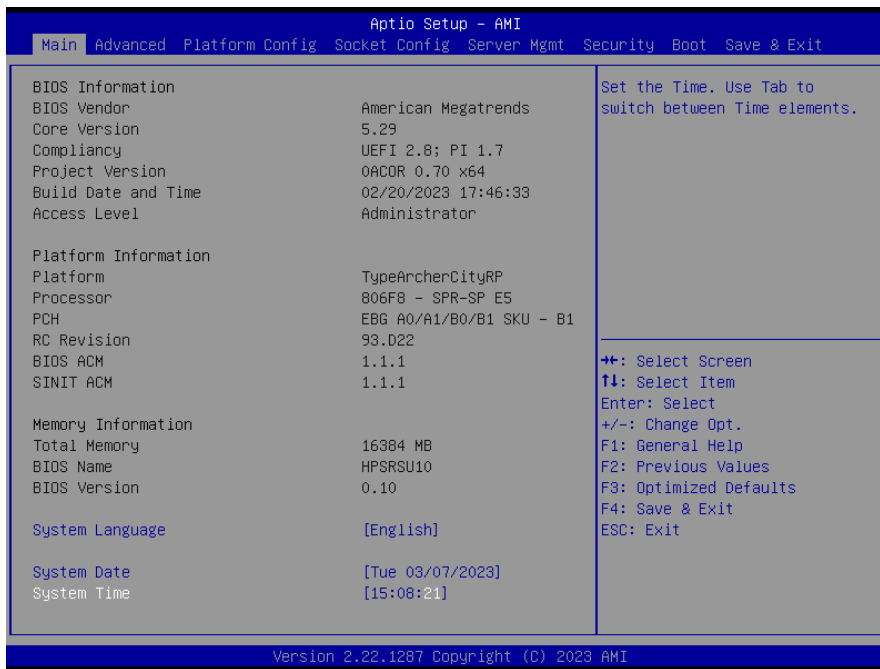 Aptio Setup - AMI
Main Advanced Platform Config Socket Config Server Mgmt Security Boot Save & Exit
BIOS Information
BIOS Vendor American Megatrends
Core Version 5.29
Compliancy UEFI 2.8; PI 1.7
Project Version 0ACOR 0.70 x64
Build Date and Time 02/20/2023 17:46:33
Access Level Administrator
Platform Information
Platform TypeArcherCityRP
Processor 806F8 - SPR-SP E5
PCH EBG A0/A1/B0/B1 SKU - B1
RC Revision 93.D22
BIOS ACM 1.1.1
SINIT ACM 1.1.1
Memory Information
Total Memory 16384 MB
BIOS Name HPSRSU10
BIOS Version 0.10
System Language [English]
System Date [Tue 03/07/2023]
System Time [15:08:21]
Set the Time. Use Tab to
switch between Time elements.
→←: Select Screen
↑↓: Select Item
Enter: Select
+/-: Change Opt.
F1: General Help
F2: Previous Values
F3: Optimized Defaults
F4: Save & Exit
ESC: Exit
Version 2.22.1287 Copyright (C) 2023 AMI